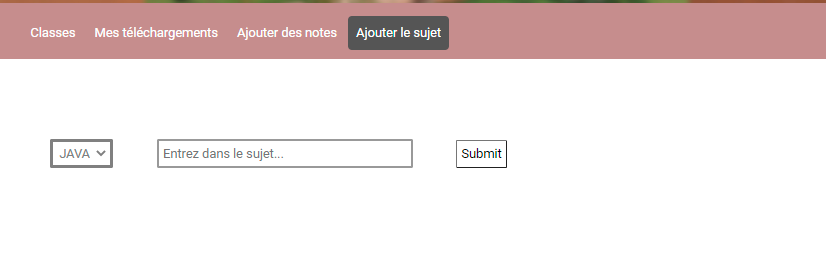 Classes Mes téléchargements Ajouter des notes Ajouter le sujet
JAVA Entrez dans le sujet... Submit